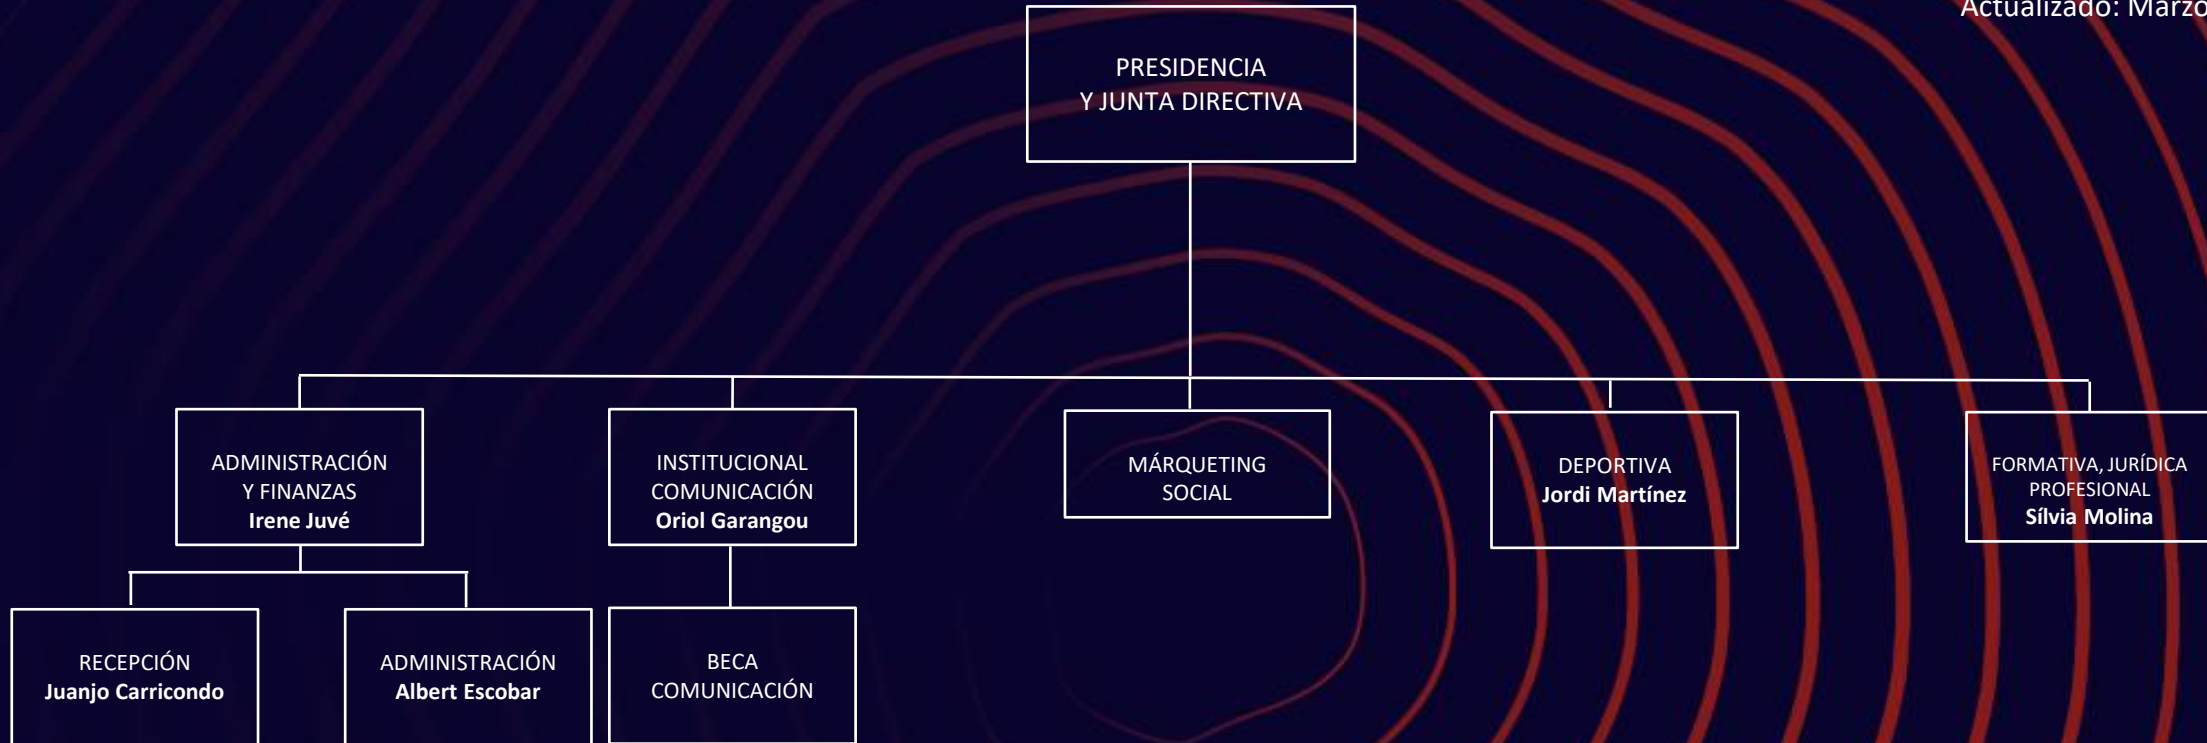 Actualizado: Marzo
PRESIDENCIA
Y JUNTA DIRECTIVA
ADMINISTRACIÓN
Y FINANZAS
Irene Juvé
INSTITUCIONAL
COMUNICACIÓN
Oriol Garangou
MÁRQUETING
SOCIAL
DEPORTIVA
Jordi Martínez
FORMATIVA, JURÍDICA
PROFESIONAL
Sílvia Molina
RECEPCIÓN
Juanjo Carricondo
ADMINISTRACIÓN
Albert Escobar
BECA
COMUNICACIÓN